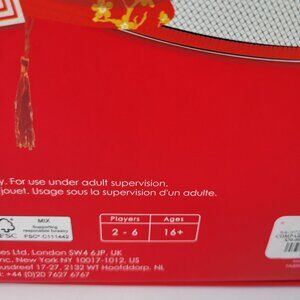 y. For use under adult supervision.
jouet. Usage sous la supervision d'un adulte.
FSC
MIX
Supporting
responsible forestry
FSC® C111442
Players
Ages
2 - 6
16+
es Ltd, London SW4 6JP, UK
nc. New York NY 10017-1012, US
usdreef 17-27, 2132 WT Hoofddorp, NL
+44 (0)20 7627 6767